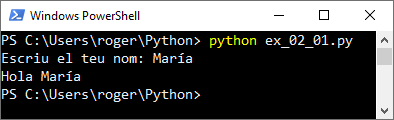 Windows PowerShell
PS C:\Users\roger\Python> python ex_02_01.py
Escriu el teu nom: María
Hola María
PS C:\Users\roger\Python>